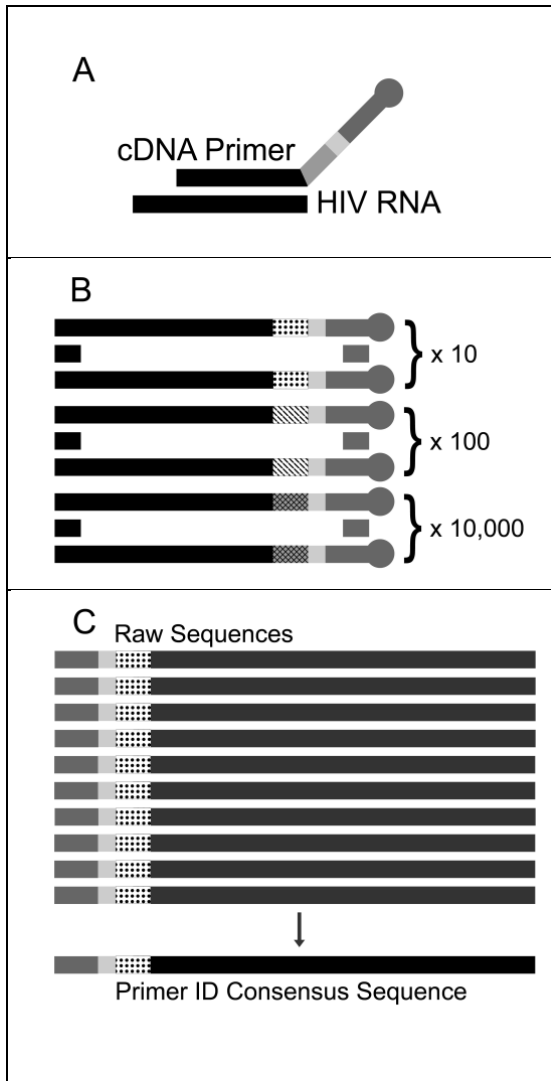 A
cDNA Primer
HIV RNA
B
x 10
x 100
x 10,000
C
Raw Sequences
Primer ID Consensus Sequence